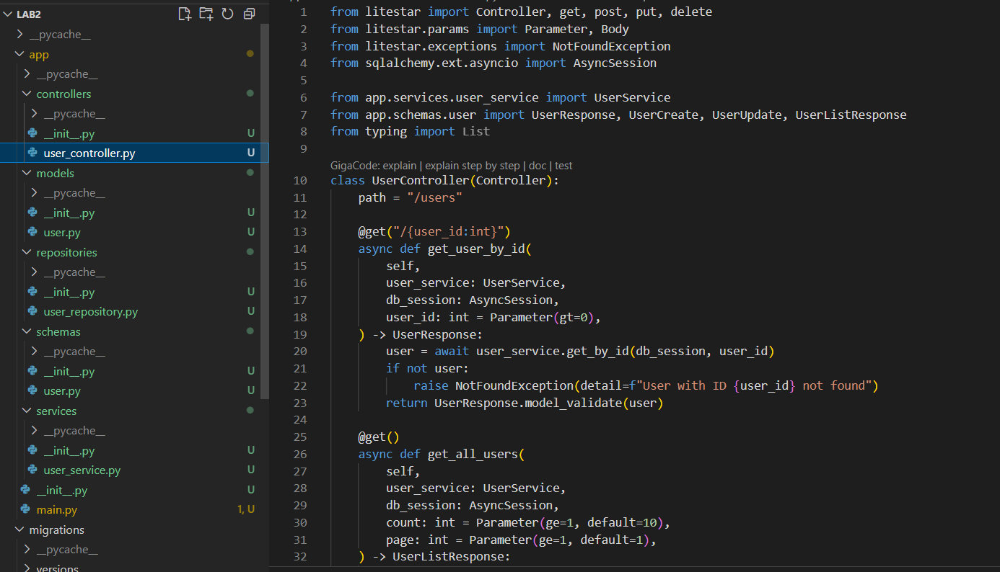 LAB2
__pycache__
app
__pycache__
controllers
__pycache__
__init__.py U
user_controller.py U
models
__pycache__
__init__.py U
user.py U
repositories
__pycache__
__init__.py U
user_repository.py U
schemas
__pycache__
__init__.py U
user.py U
services
__pycache__
__init__.py U
user_service.py U
__init__.py U
main.py 1, U
migrations
__pycache__
versions
1 from litestar import Controller, get, post, put, delete
2 from litestar.params import Parameter, Body
3 from litestar.exceptions import NotFoundException
4 from sqlalchemy.ext.asyncio import AsyncSession
5
6 from app.services.user_service import UserService
7 from app.schemas.user import UserResponse, UserCreate, UserUpdate, UserListResponse
8 from typing import List
9
GigaCode: explain | explain step by step | doc | test
10 class UserController(Controller):
11     path = "/users"
12
13     @get("/{user_id:int}")
14     async def get_user_by_id(
15         self,
16         user_service: UserService,
17         db_session: AsyncSession,
18         user_id: int = Parameter(gt=0),
19     ) -> UserResponse:
20         user = await user_service.get_by_id(db_session, user_id)
21         if not user:
22             raise NotFoundException(detail=f"User with ID {user_id} not found")
23         return UserResponse.model_validate(user)
24
25     @get()
26     async def get_all_users(
27         self,
28         user_service: UserService,
29         db_session: AsyncSession,
30         count: int = Parameter(ge=1, default=10),
31         page: int = Parameter(ge=1, default=1),
32     ) -> UserListResponse: